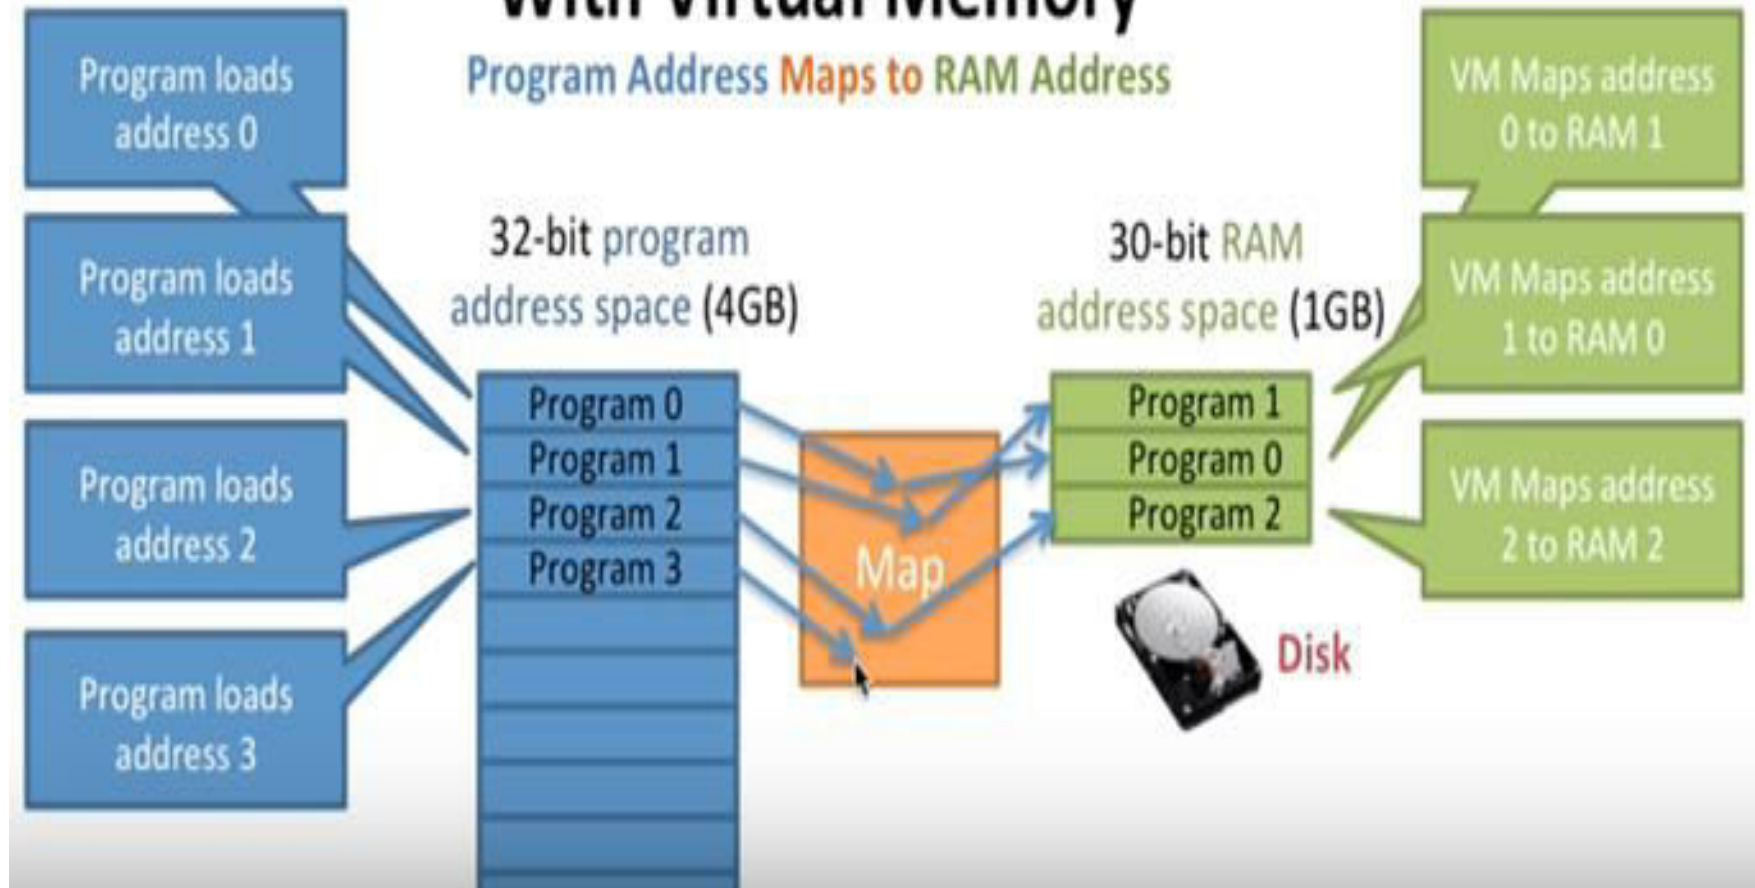 With Virtual Memory
Program Address Maps to RAM Address
Program loads
address 0
Program loads
address 1
Program loads
address 2
Program loads
address 3
32-bit program
address space (4GB)
Program 0
Program 1
Program 2
Program 3
Map
30-bit RAM
address space (1GB)
Program 1
Program 0
Program 2
Disk
VM Maps address
0 to RAM 1
VM Maps address
1 to RAM 0
VM Maps address
2 to RAM 2